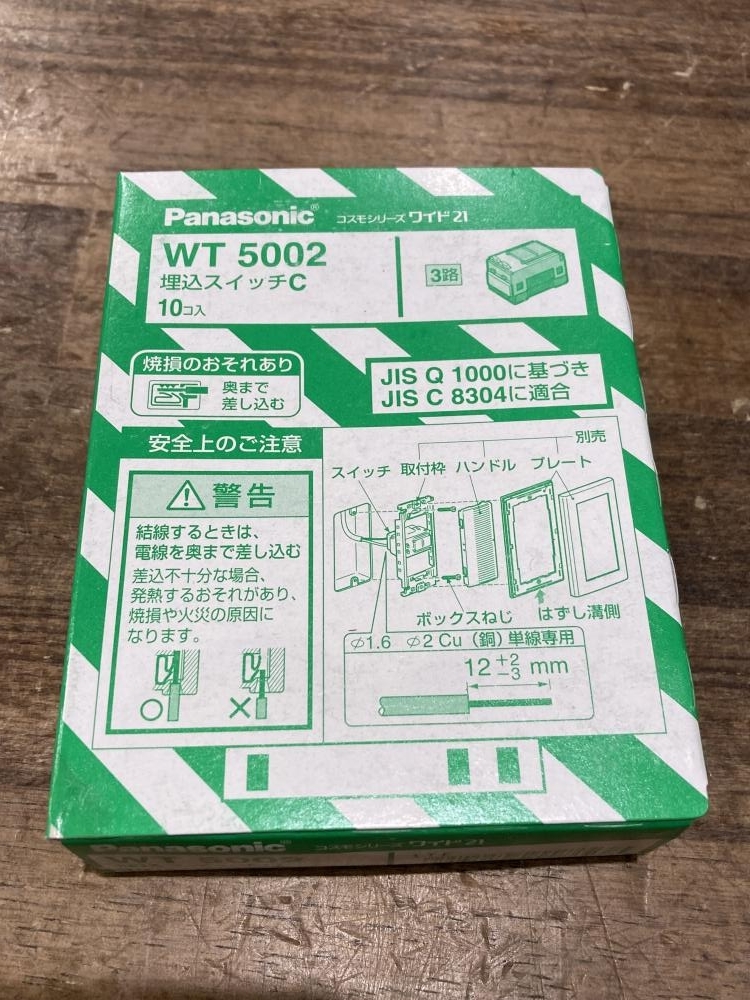 Panasonic® コスモシリーズ ワイド21
WT 5002
埋込スイッチC
10コ入
3路
焼損のおそれあり
奥まで
差し込む
JIS Q 1000に基づき
JIS C 8304に適合
安全上のご注意
警告
結線するときは、
電線を奥まで差し込む
差込不十分な場合、
発熱するおそれがあり、
焼損や火災の原因に
なります。
別売
スイッチ 取付枠 ハンドル プレート
ボックスねじ はずし溝側
φ1.6 φ2 Cu（銅）単線専用
12 +2 −3 mm
Panasonic® コスモシリーズ ワイド21